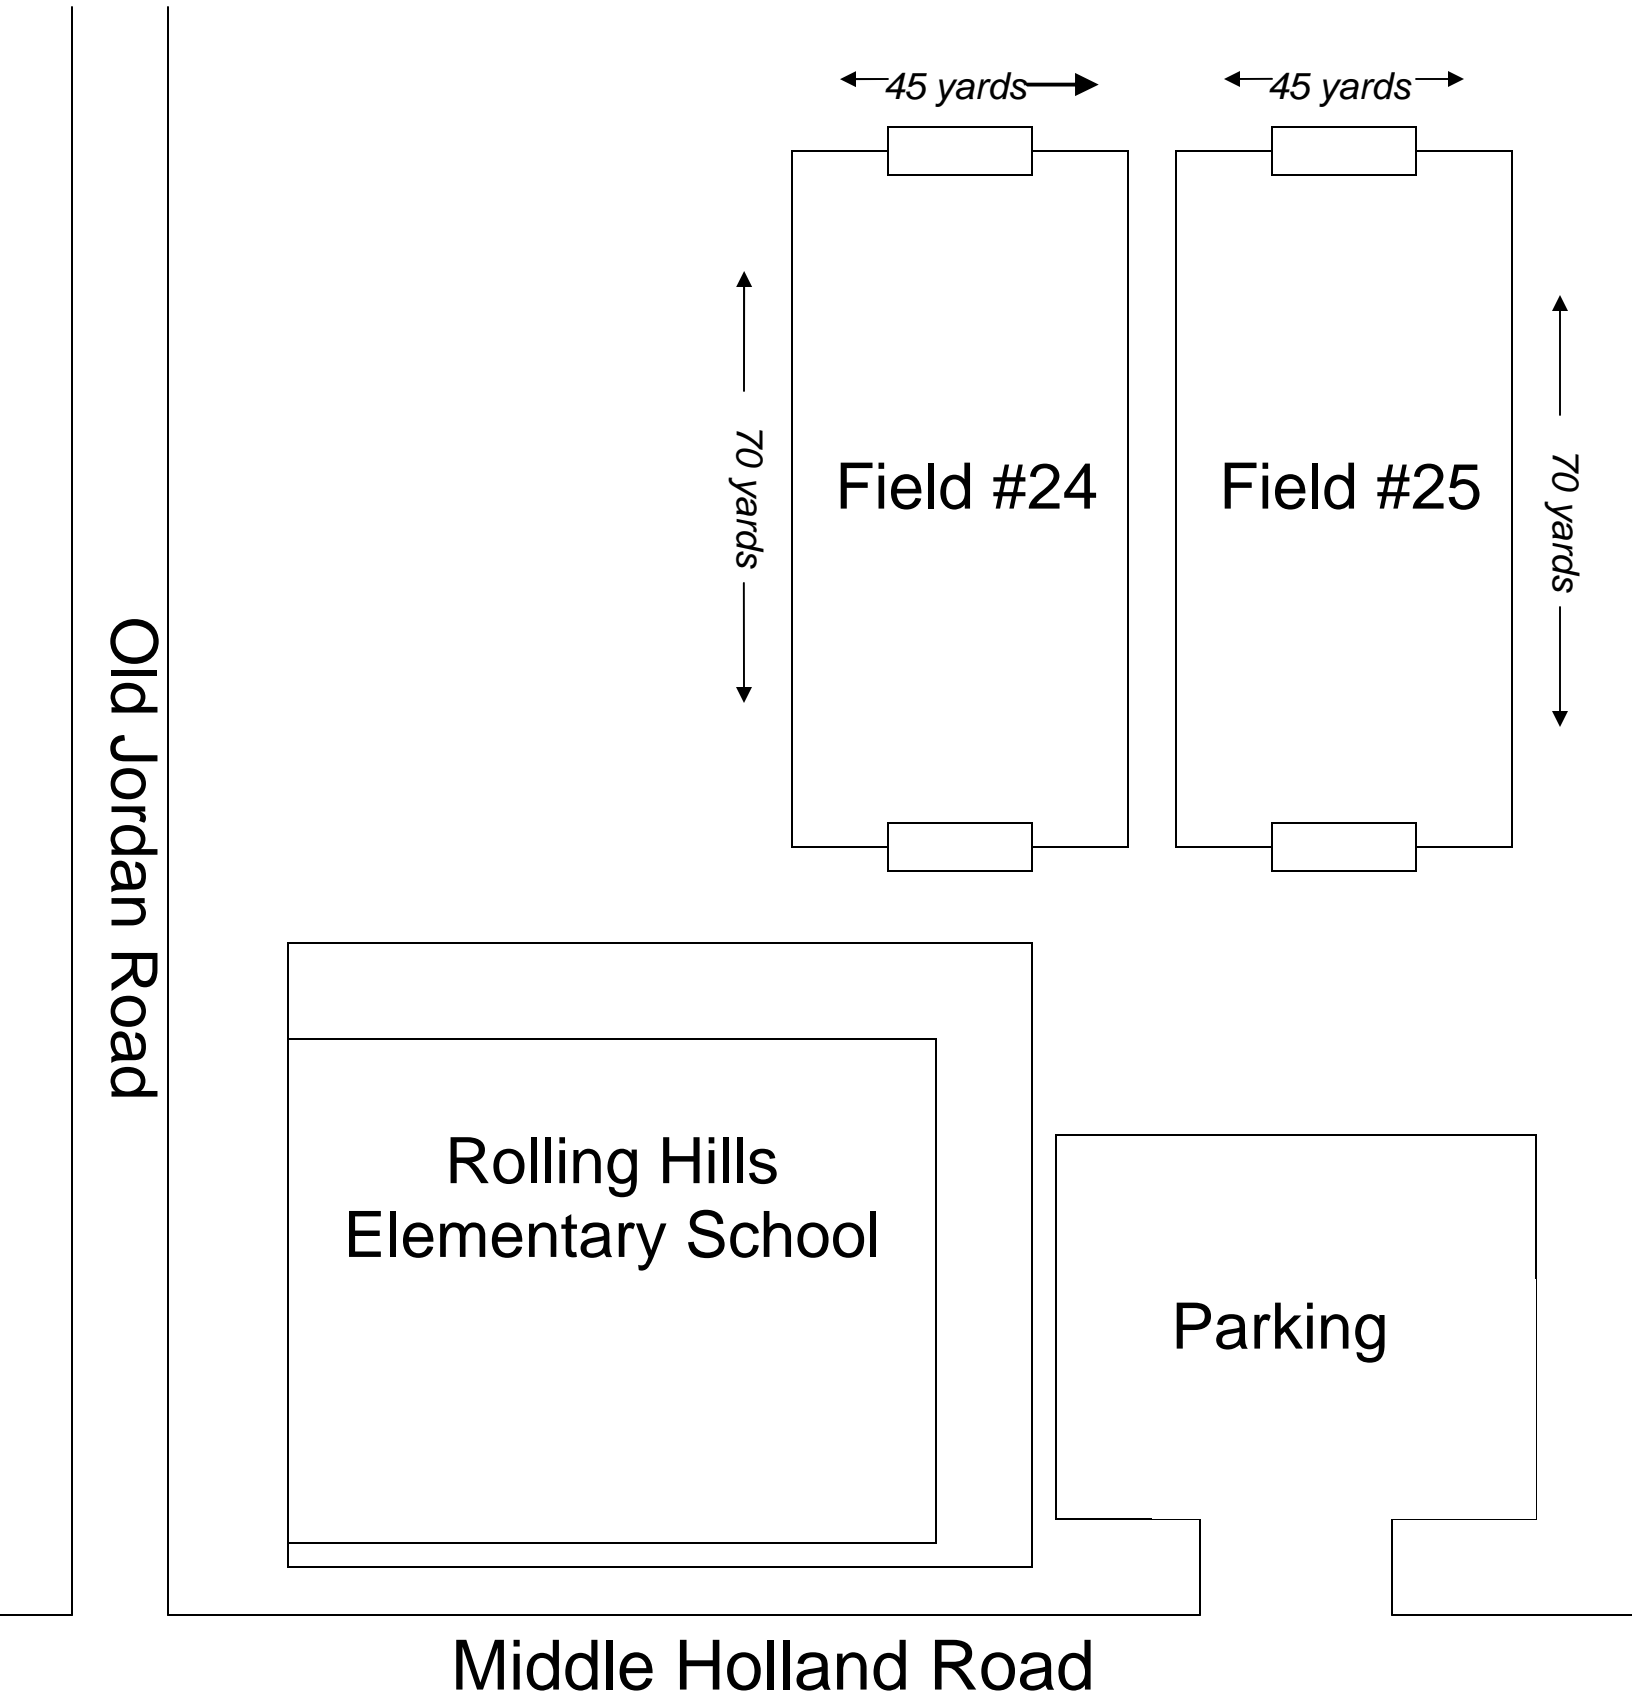 45 yards
45 yards
70 yards
Field #24
Field #25
70 yards
Old Jordan Road
Rolling Hills
Elementary School
Parking
Middle Holland Road